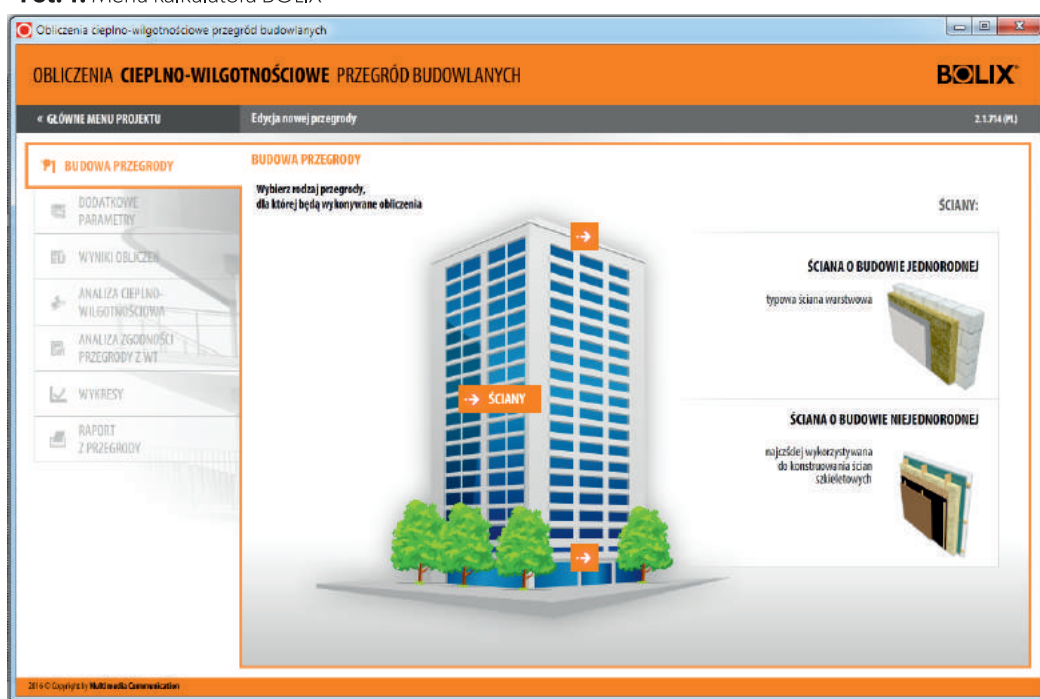 Fot. 1. Menu kalkulatora BOLIX
Obliczenia cieplno-wilgotnościowe przegród budowlanych
OBLICZENIA CIEPLNO-WILGOTNOŚCIOWE PRZEGRÓD BUDOWLANYCH
BOLIX
« GŁÓWNE MENU PROJEKTU
Edycja nowej przegrody
2.1.714 (PL)
BUDOWA PRZEGRODY
DODATKOWE
PARAMETRY
WYNIKI OBLICZEŃ
ANALIZA CIEPLNO-
WILGOTNOŚCIOWA
ANALIZA ZGODNOŚCI
PRZEGRODY Z WT
WYKRESY
RAPORT
Z PRZEGRODY
BUDOWA PRZEGRODY
Wybierz rodzaj przegrody,
dla której będą wykonywane obliczenia
ŚCIANY
ŚCIANY:
ŚCIANA O BUDOWIE JEDNORODNEJ
typowa ściana warstwowa
ŚCIANA O BUDOWIE NIEJEDNORODNEJ
najcześciej wykorzystywana
do konstruowania ścian
szkieletowych
2016 © Copyright by Multimedia Communication